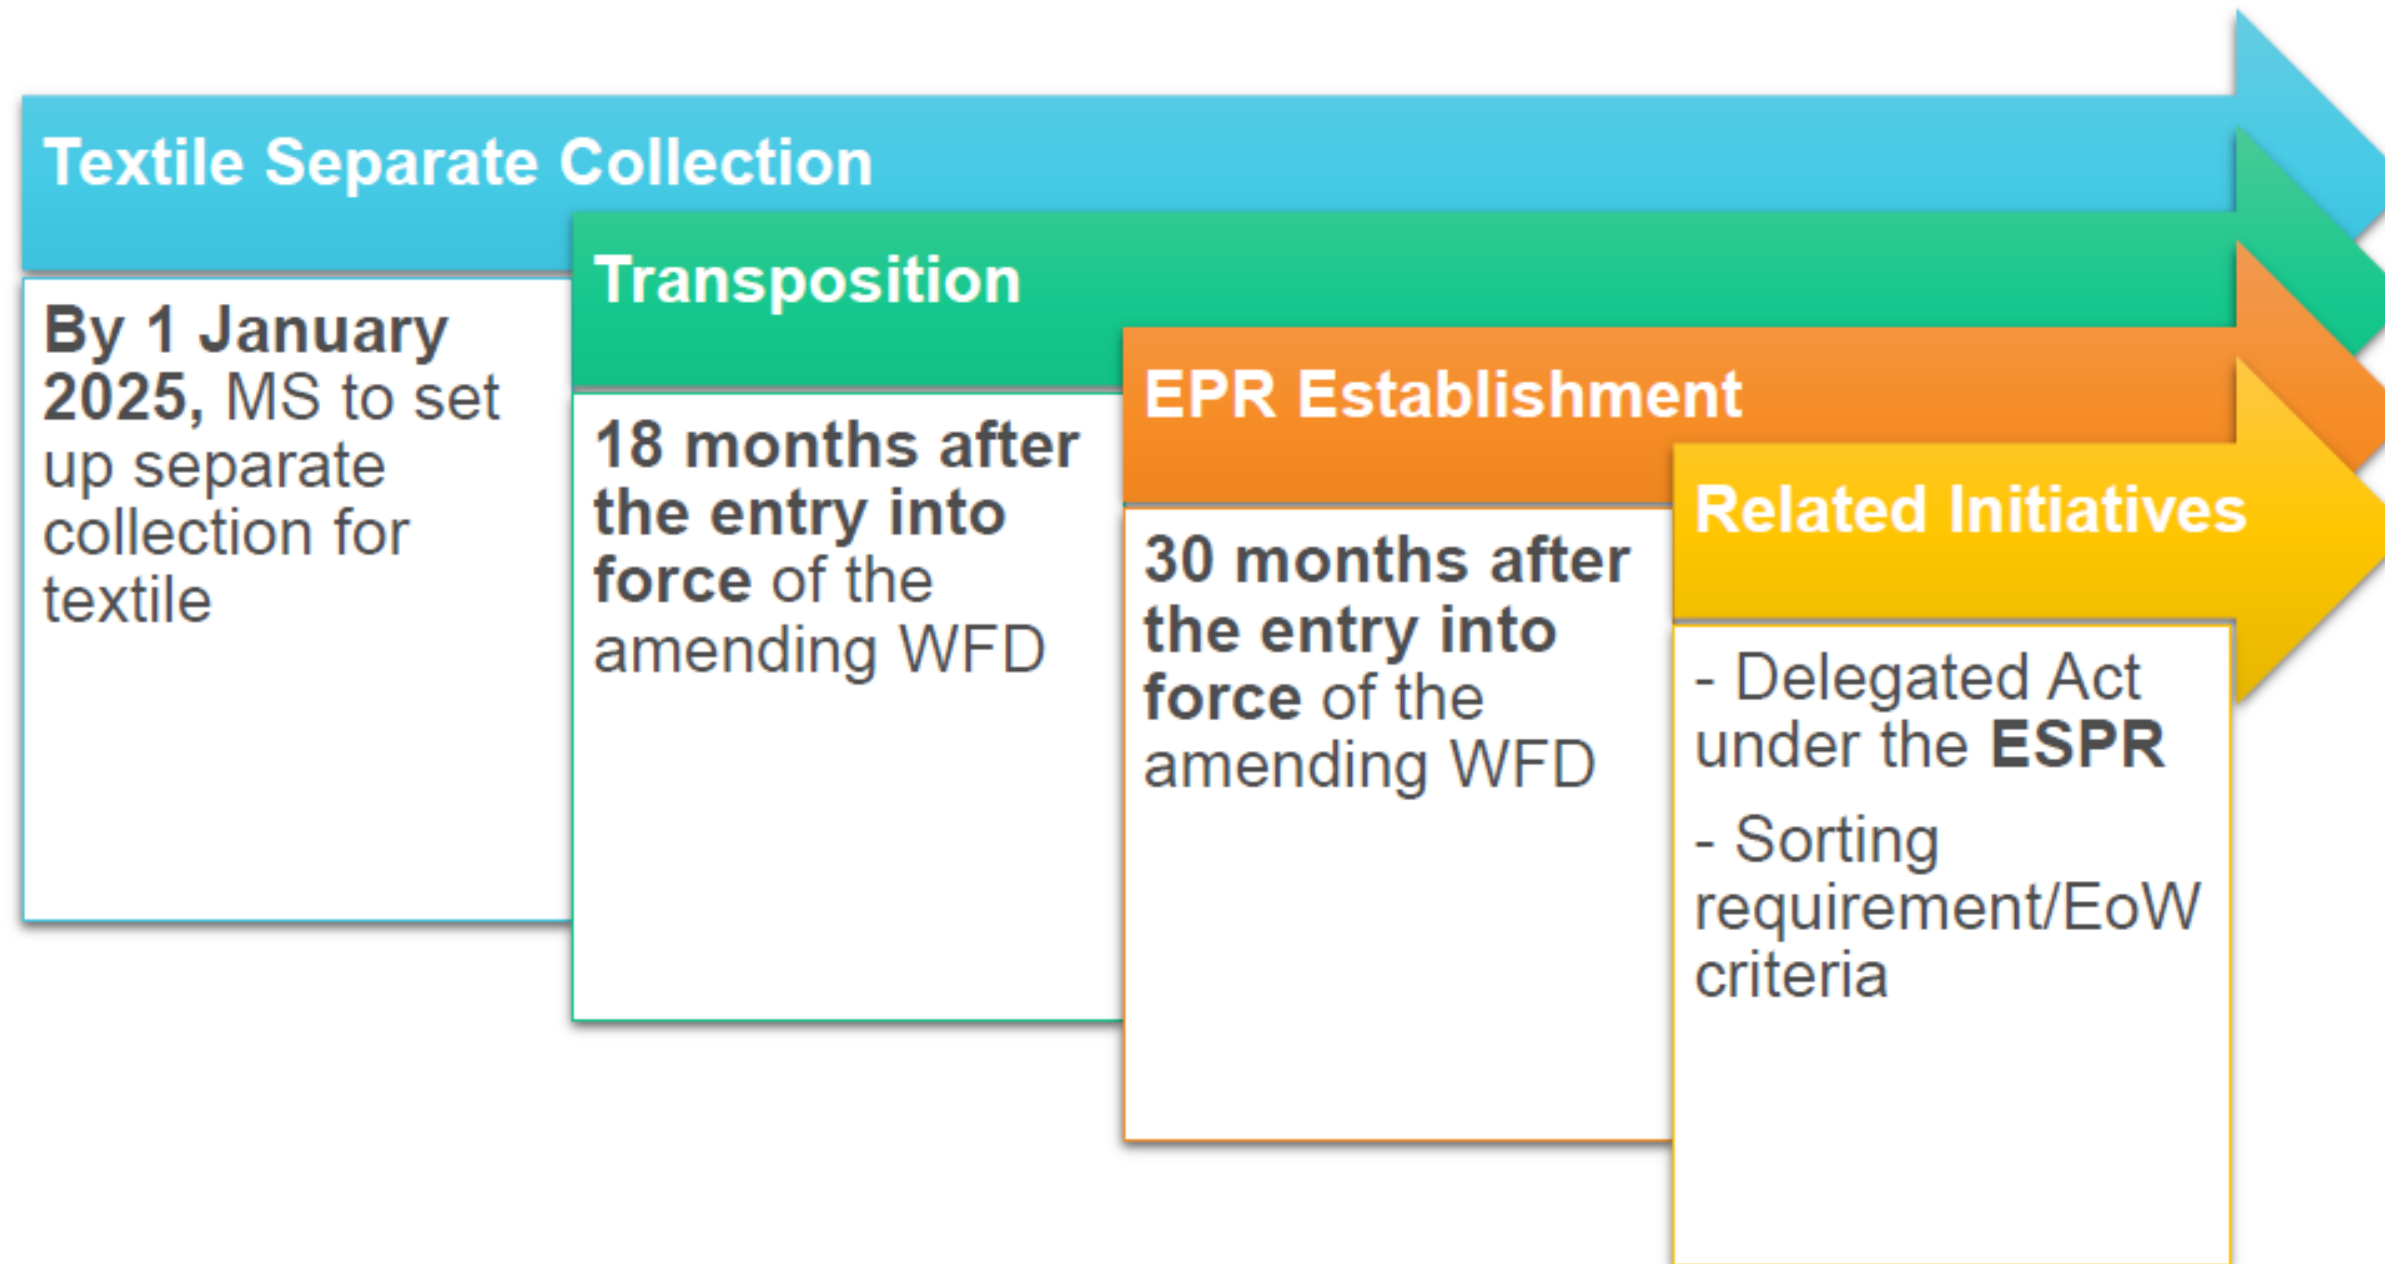 Textile Separate Collection
By 1 January
2025, MS to set
up separate
collection for
textile
Transposition
18 months after
the entry into
force of the
amending WFD
EPR Establishment
30 months after
the entry into
force of the
amending WFD
Related Initiatives
- Delegated Act
under the ESPR
- Sorting
requirement/EoW
criteria